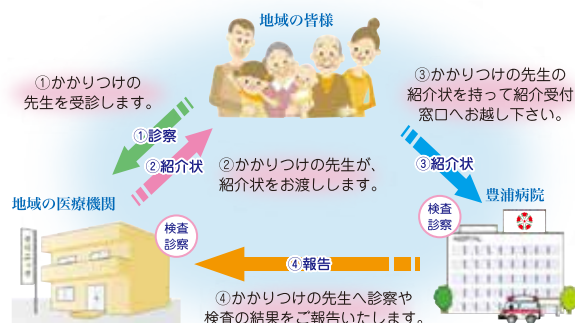 地域の皆様
①かかりつけの
先生を受診します。
③かかりつけの先生の
紹介状を持って紹介受付
窓口へお越し下さい。
①診察
②紹介状
②かかりつけの先生が、
紹介状をお渡しします。
③紹介状
地域の医療機関
豊浦病院
検査
診察
検査
診察
④報告
④かかりつけの先生へ診察や
検査の結果をご報告いたします。